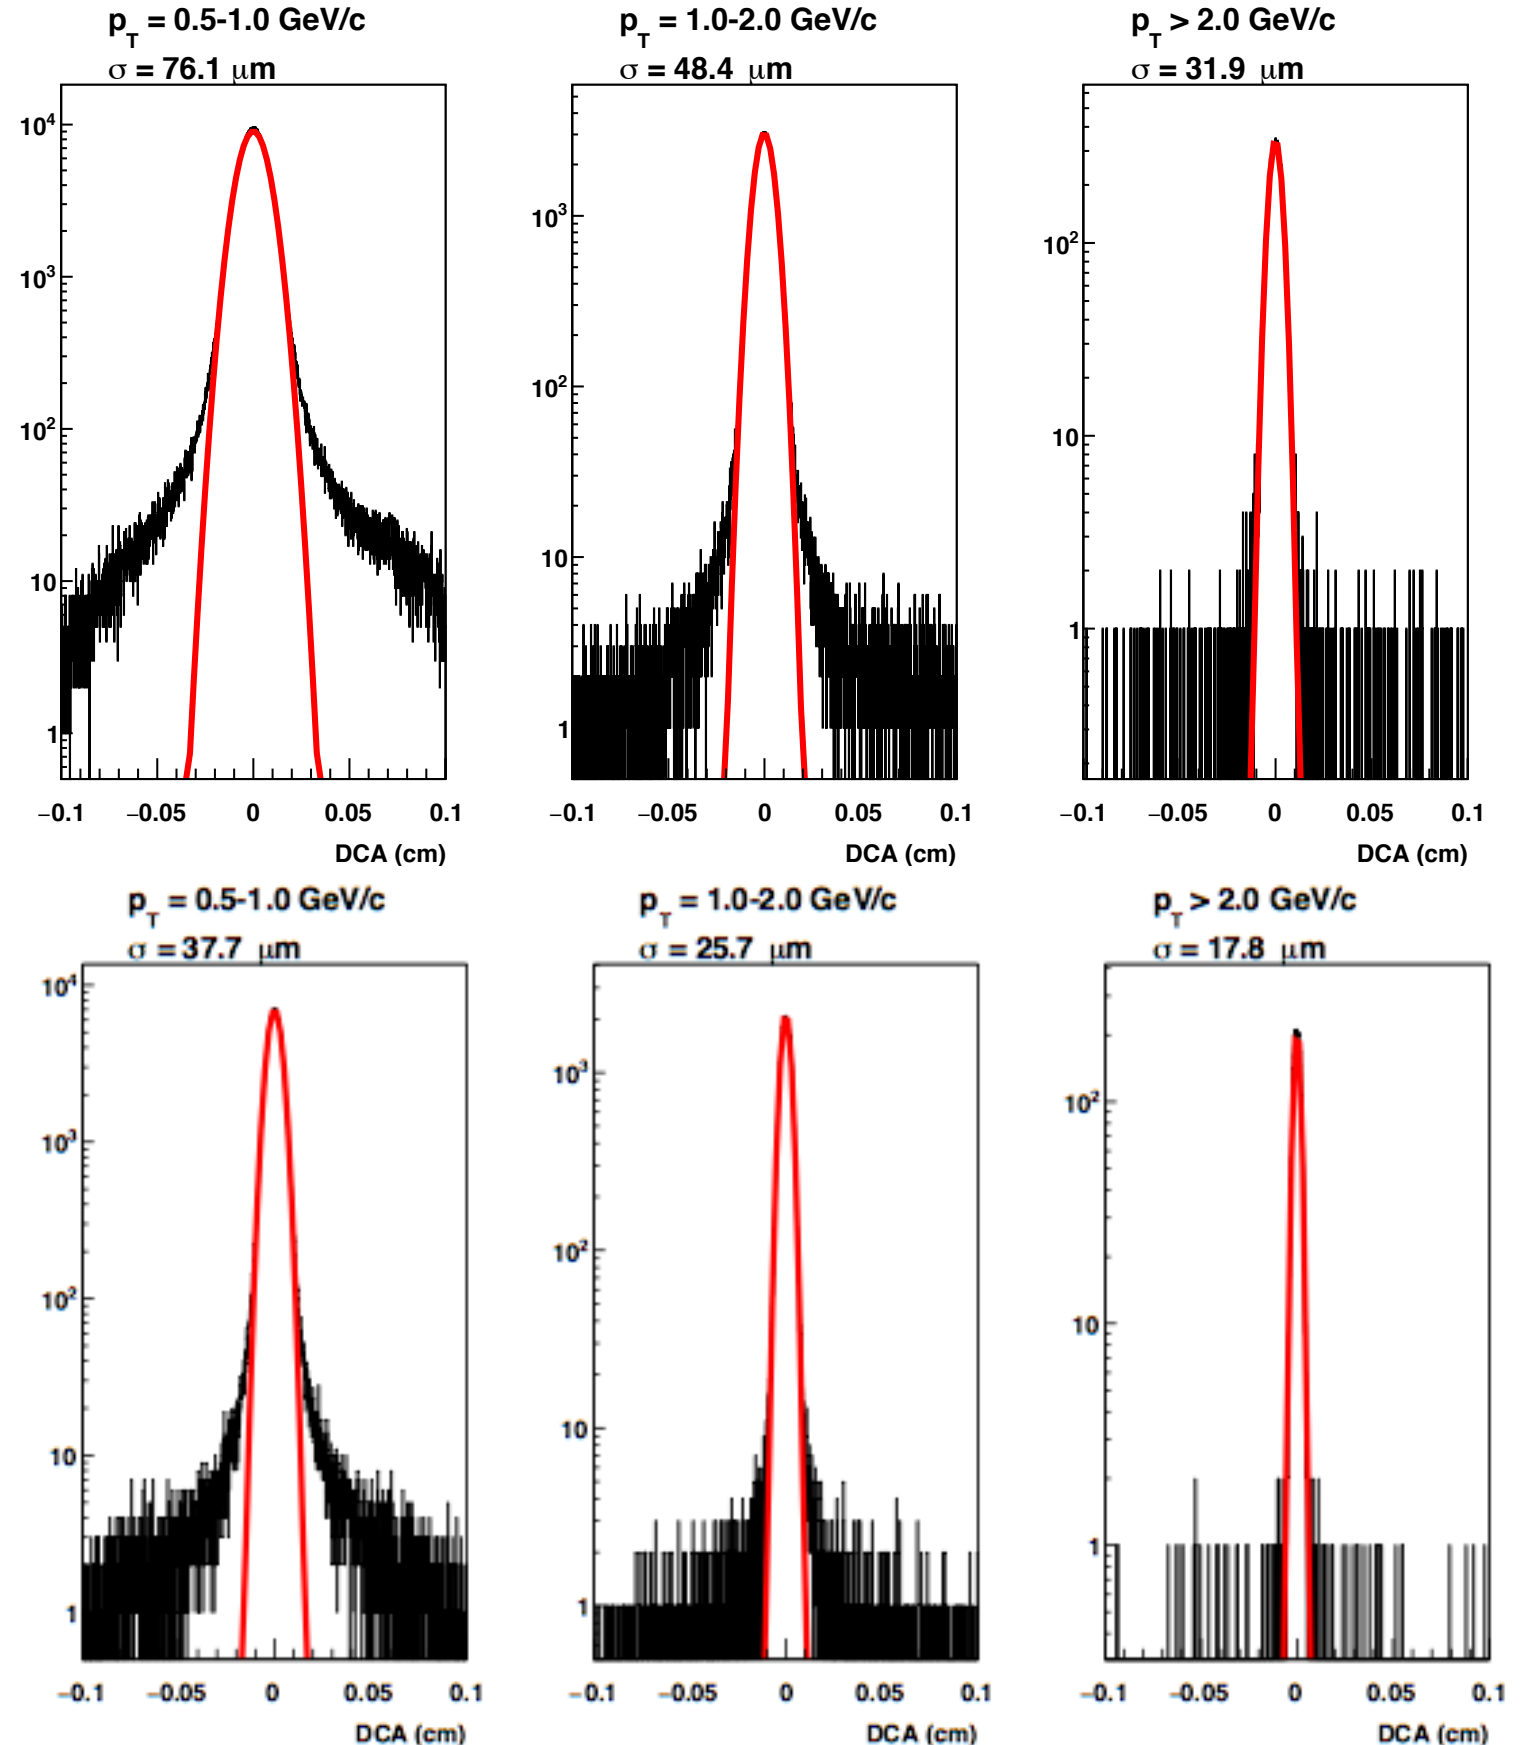 p_T = 0.5-1.0 GeV/c
σ = 76.1 μm
10^4
10^3
10^2
10
1
−0.1 −0.05 0 0.05 0.1
DCA (cm)
p_T = 1.0-2.0 GeV/c
σ = 48.4 μm
10^3
10^2
10
1
−0.1 −0.05 0 0.05 0.1
DCA (cm)
p_T > 2.0 GeV/c
σ = 31.9 μm
10^2
10
1
−0.1 −0.05 0 0.05 0.1
DCA (cm)
p_T = 0.5-1.0 GeV/c
σ = 37.7 μm
10^4
10^3
10^2
10
1
−0.1 −0.05 0 0.05 0.1
DCA (cm)
p_T = 1.0-2.0 GeV/c
σ = 25.7 μm
10^3
10^2
10
1
−0.1 −0.05 0 0.05 0.1
DCA (cm)
p_T > 2.0 GeV/c
σ = 17.8 μm
10^2
10
1
−0.1 −0.05 0 0.05 0.1
DCA (cm)